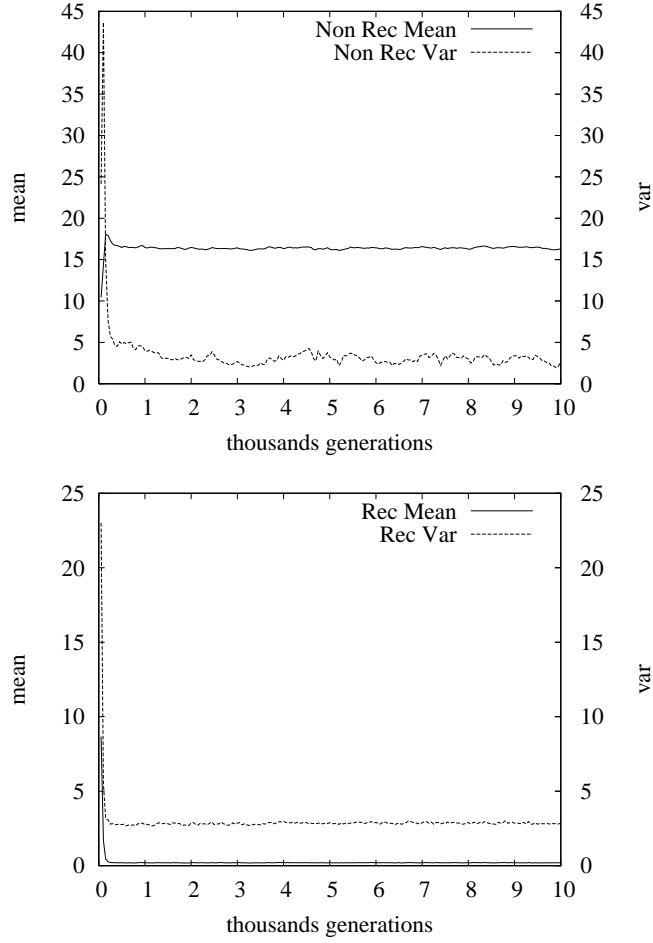 Non Rec Mean
Non Rec Var
45 45
40 40
35 35
30 30
25 25
20 20
15 15
10 10
5 5
0 0
mean
var
0 1 2 3 4 5 6 7 8 9 10
thousands generations
Rec Mean
Rec Var
25 25
20 20
15 15
10 10
5 5
0 0
mean
var
0 1 2 3 4 5 6 7 8 9 10
thousands generations